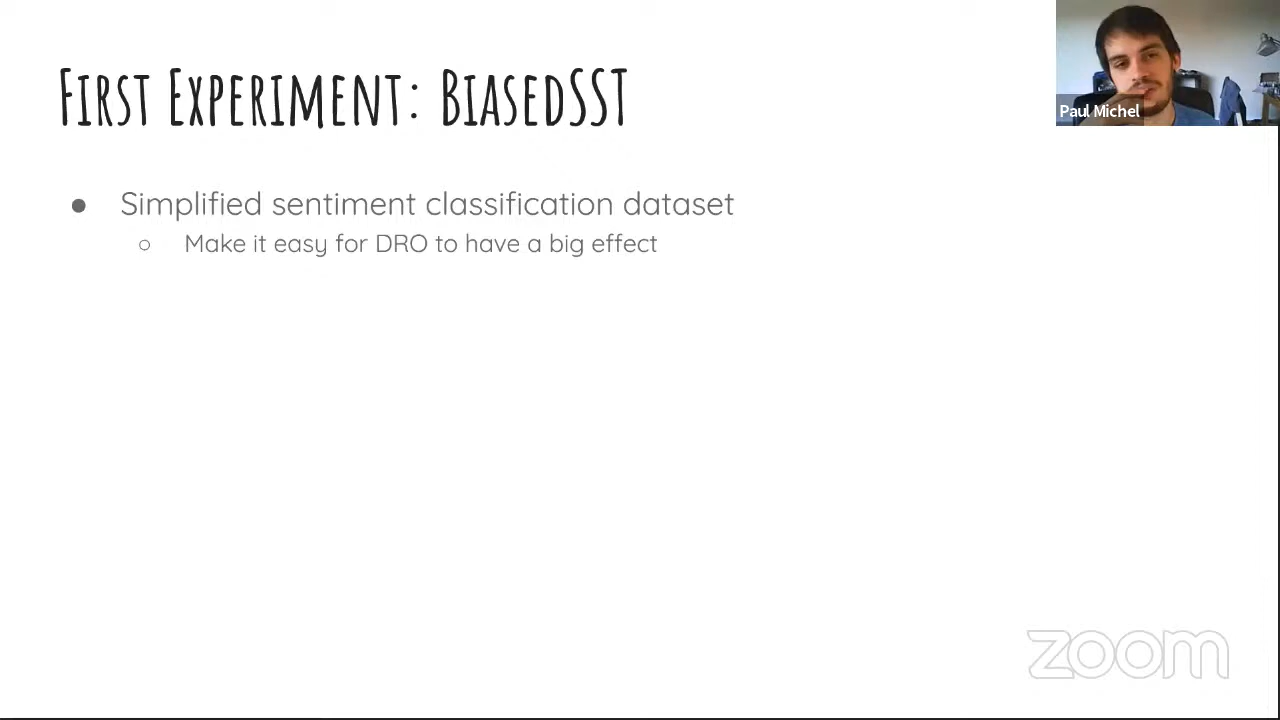 First Experiment: BiasedSST
Paul Michel
● Simplified sentiment classification dataset
○ Make it easy for DRO to have a big effect
zoom